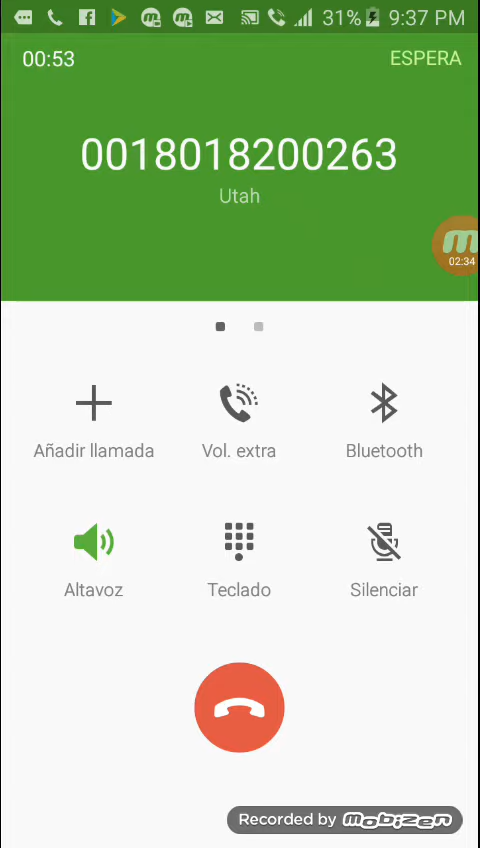 31% 9:37 PM
00:53 ESPERA
0018018200263
Utah
m
02:34
Añadir llamada Vol. extra Bluetooth
Altavoz Teclado Silenciar
Recorded by mobizen